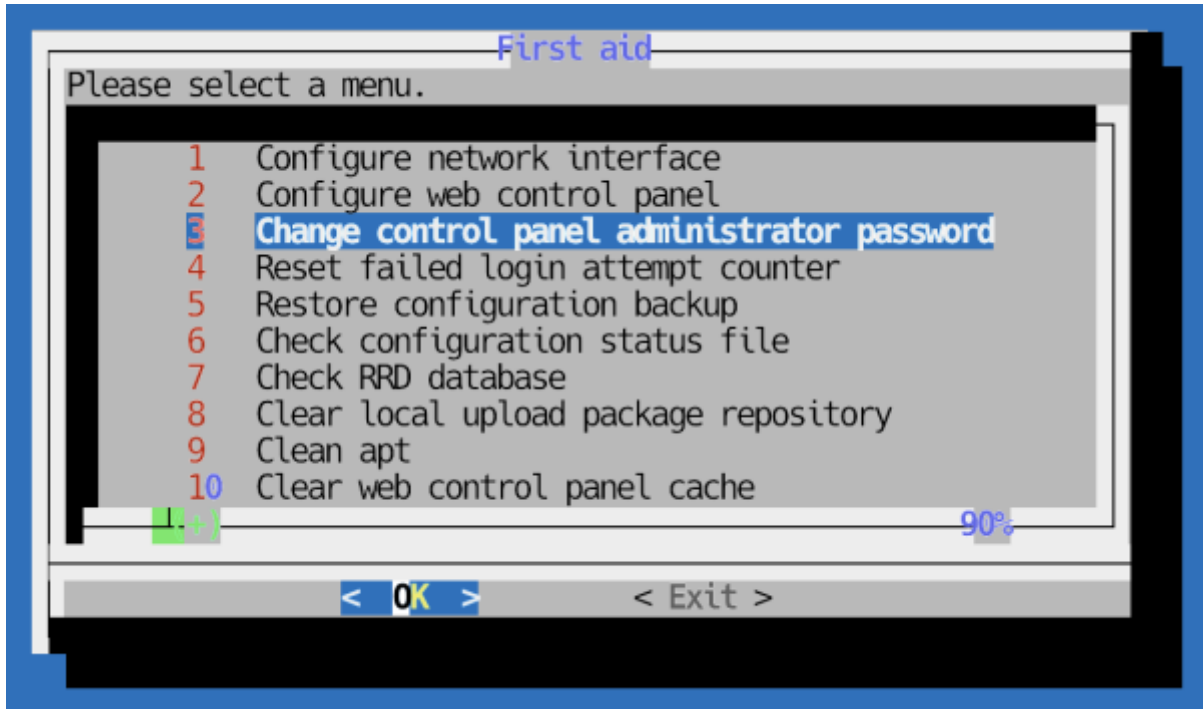 First aid
Please select a menu.
1 Configure network interface
2 Configure web control panel
3 Change control panel administrator password
4 Reset failed login attempt counter
5 Restore configuration backup
6 Check configuration status file
7 Check RRD database
8 Clear local upload package repository
9 Clean apt
10 Clear web control panel cache
┴(+) 90%
< OK > < Exit >